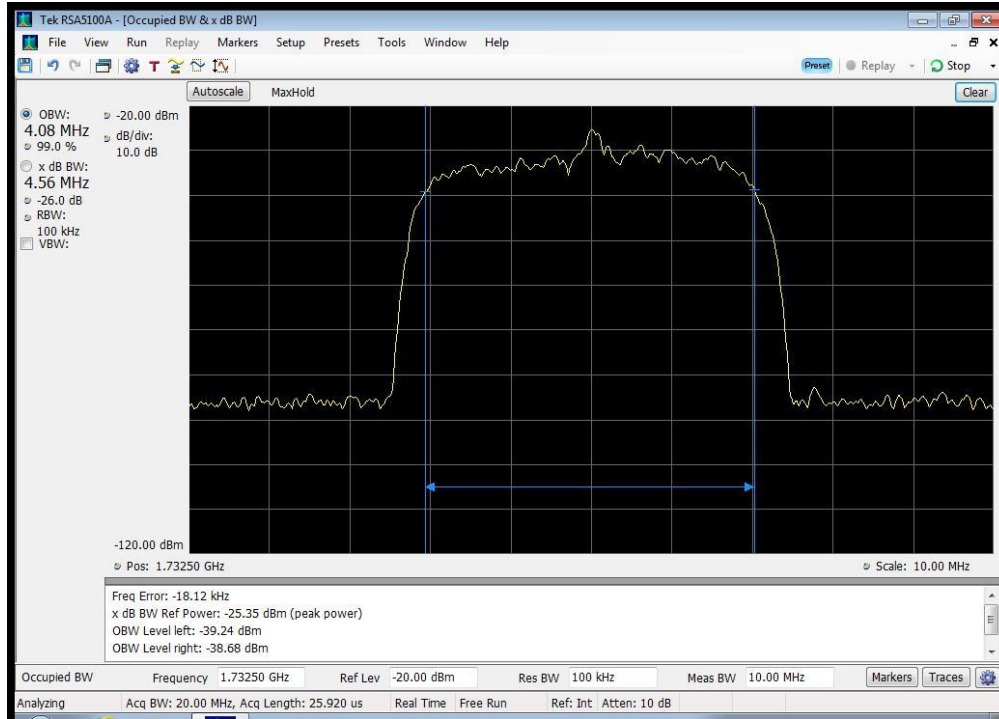 Tek RSA5100A - [Occupied BW & x dB BW]
File View Run Replay Markers Setup Presets Tools Window Help
T Preset Replay Stop
Autoscale MaxHold Clear
OBW:
4.08 MHz
99.0 %
x dB BW:
4.56 MHz
-26.0 dB
RBW:
100 kHz
VBW:
-20.00 dBm
dB/div:
10.0 dB
-120.00 dBm
Pos: 1.73250 GHz Scale: 10.00 MHz
Freq Error: -18.12 kHz
x dB BW Ref Power: -25.35 dBm (peak power)
OBW Level left: -39.24 dBm
OBW Level right: -38.68 dBm
Occupied BW Frequency 1.73250 GHz Ref Lev -20.00 dBm Res BW 100 kHz Meas BW 10.00 MHz Markers Traces
Analyzing Acq BW: 20.00 MHz, Acq Length: 25.920 us Real Time Free Run Ref: Int Atten: 10 dB